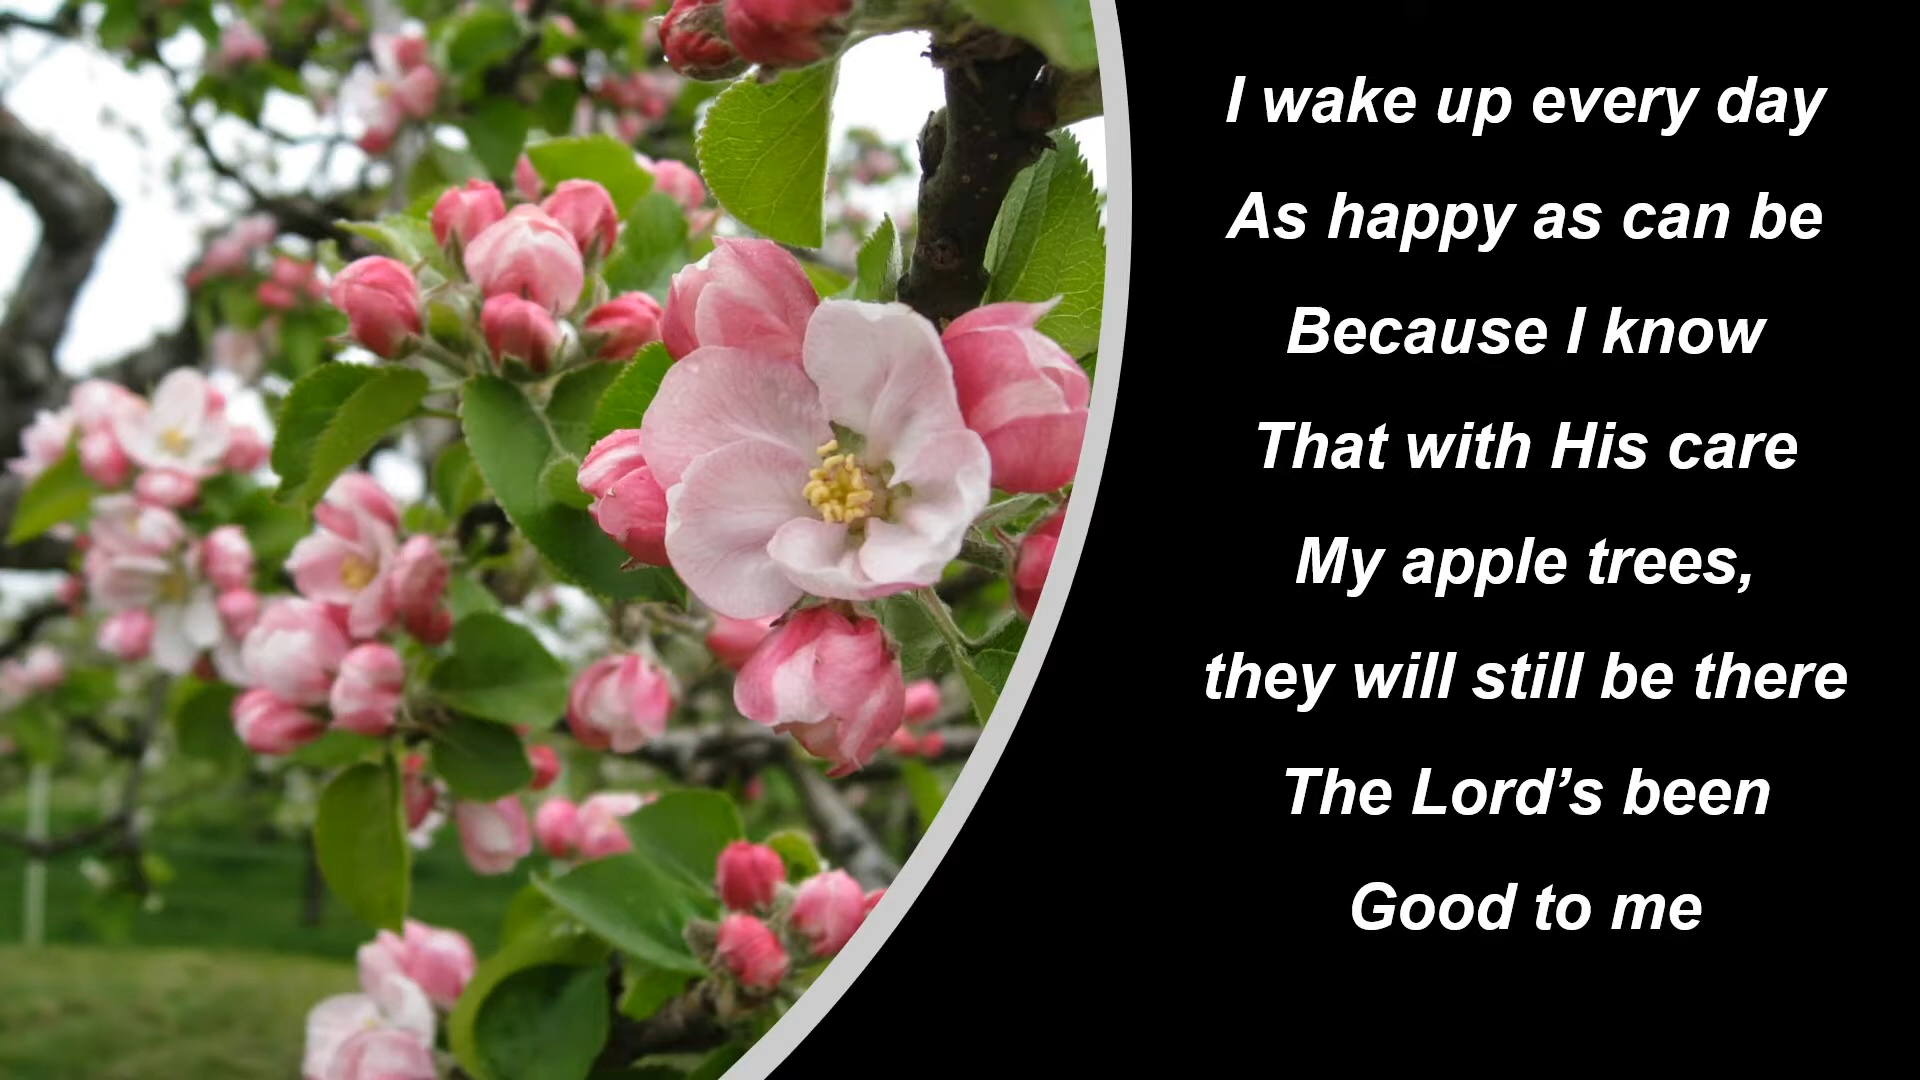 I wake up every day
As happy as can be
Because I know
That with His care
My apple trees,
they will still be there
The Lord’s been
Good to me